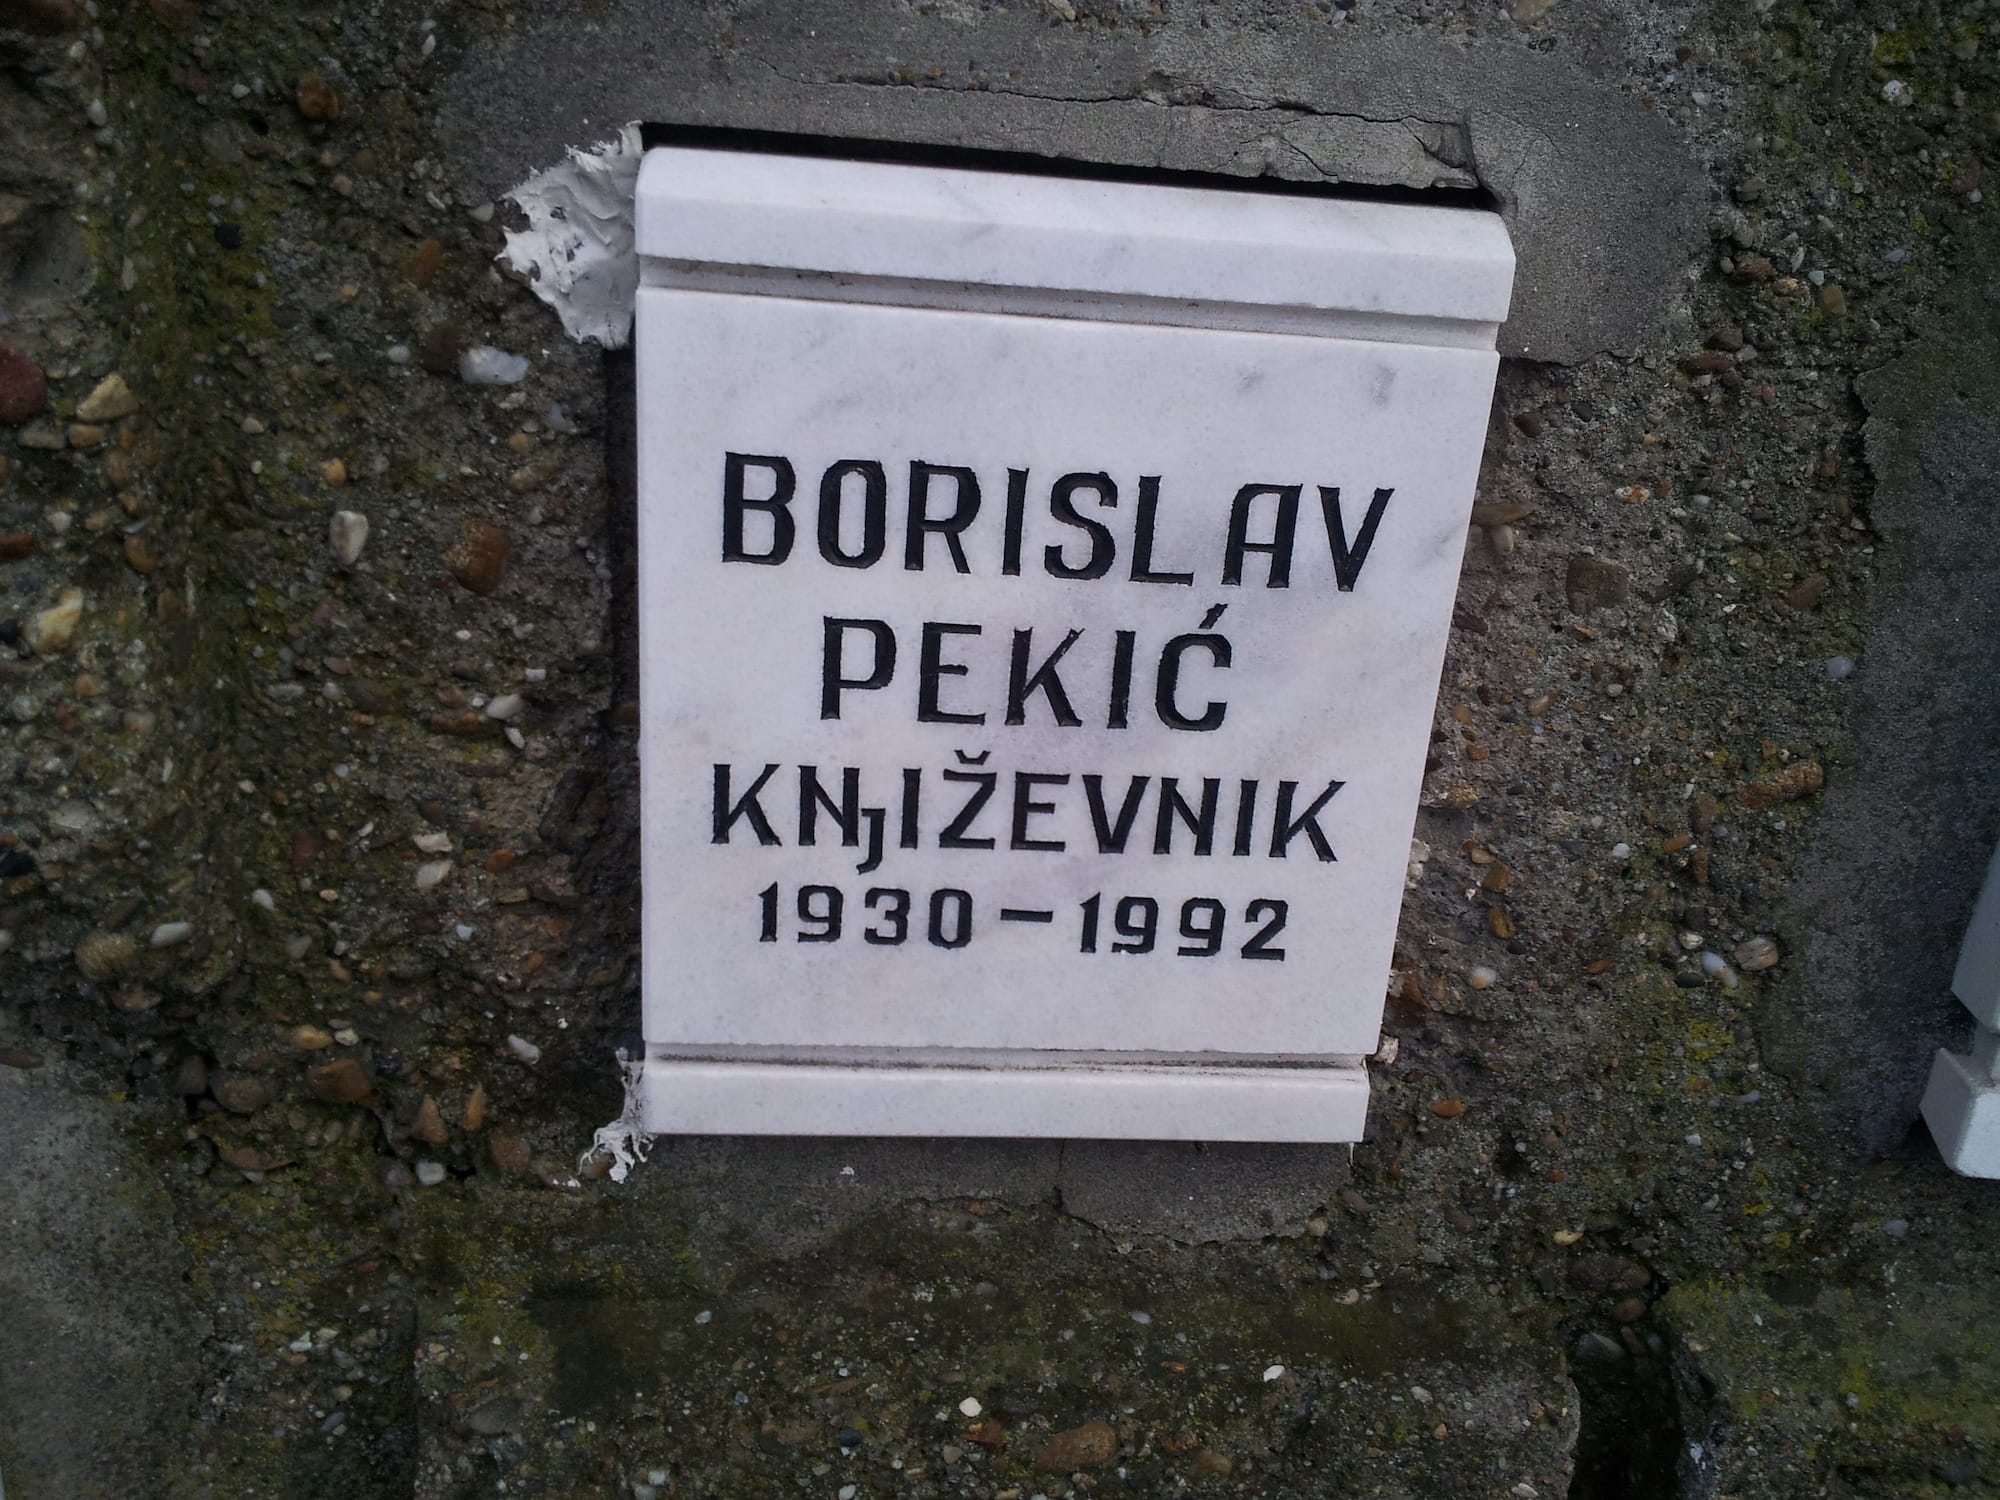 BORISLAV
PEKIĆ
KNjIŽEVNIK
1930-1992